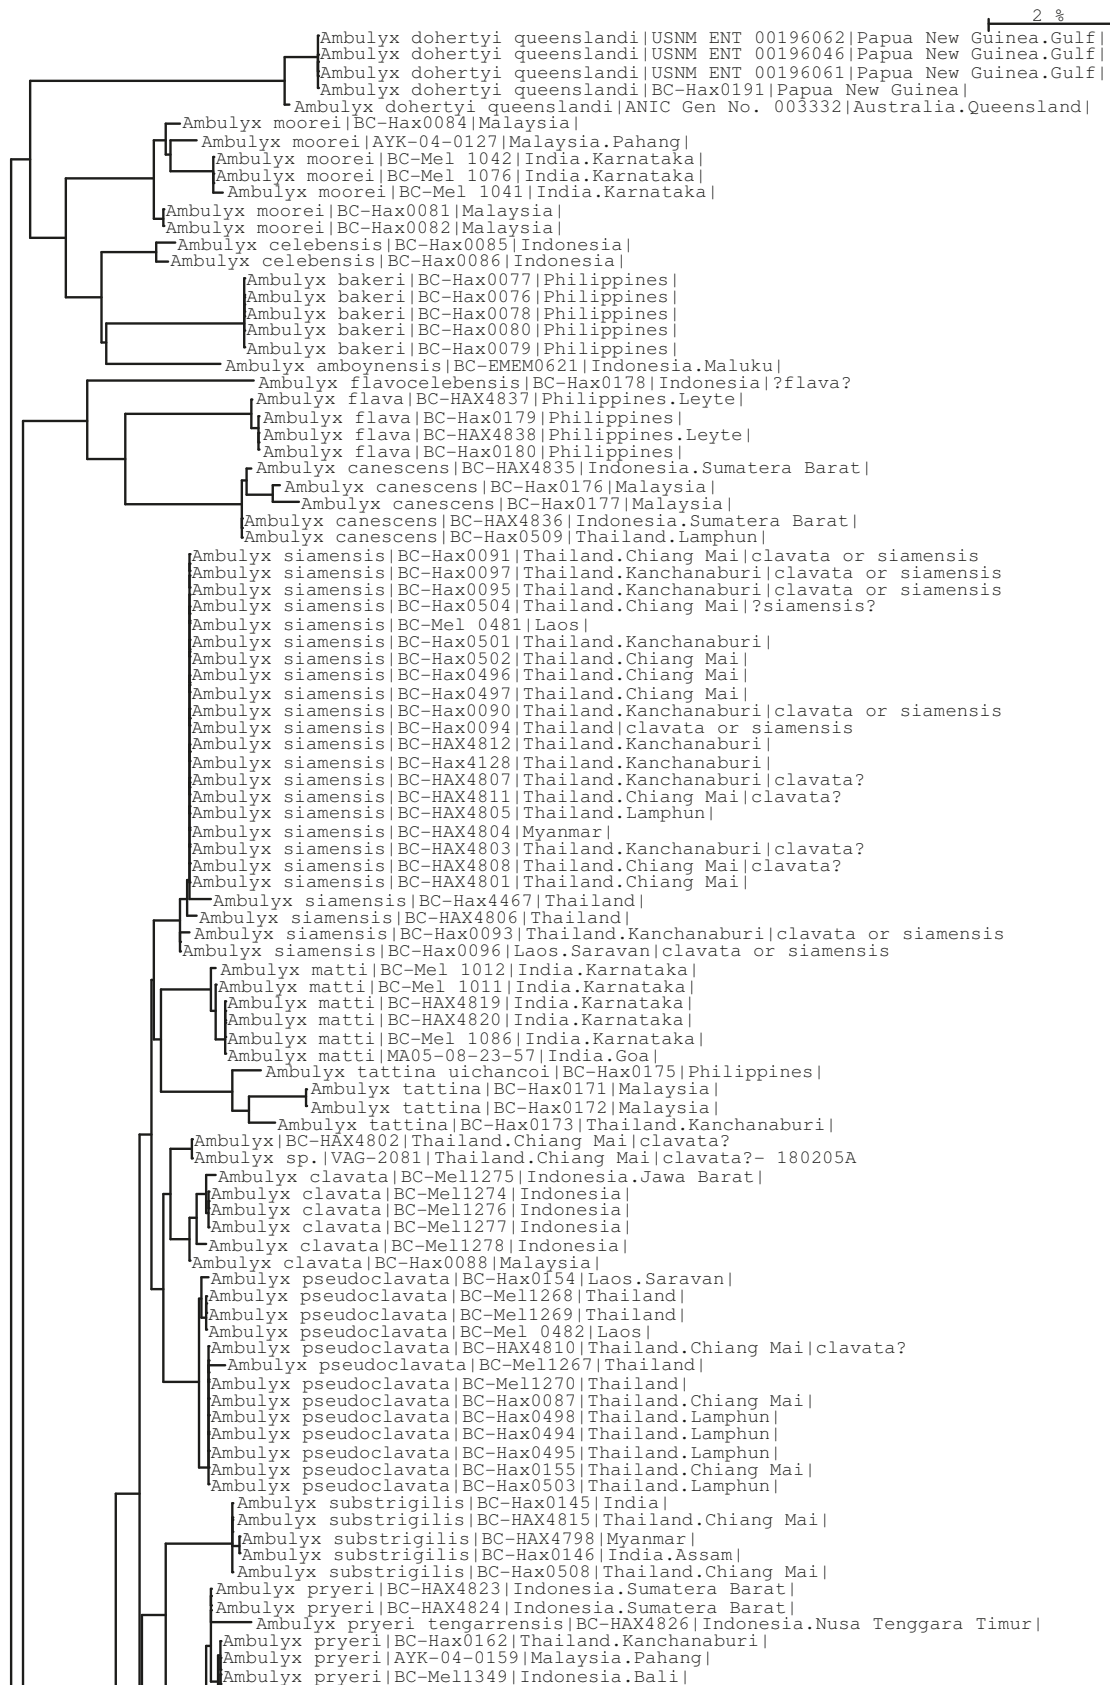 2 %
Ambulyx dohertyi queenslandi|USNM ENT 00196062|Papua New Guinea.Gulf|
Ambulyx dohertyi queenslandi|USNM ENT 00196046|Papua New Guinea.Gulf|
Ambulyx dohertyi queenslandi|USNM ENT 00196061|Papua New Guinea.Gulf|
Ambulyx dohertyi queenslandi|BC-Hax0191|Papua New Guinea|
Ambulyx dohertyi queenslandi|ANIC Gen No. 003332|Australia.Queensland|
Ambulyx moorei|BC-Hax0084|Malaysia|
Ambulyx moorei|AYK-04-0127|Malaysia.Pahang|
Ambulyx moorei|BC-Mel 1042|India.Karnataka|
Ambulyx moorei|BC-Mel 1076|India.Karnataka|
Ambulyx moorei|BC-Mel 1041|India.Karnataka|
Ambulyx moorei|BC-Hax0081|Malaysia|
Ambulyx moorei|BC-Hax0082|Malaysia|
Ambulyx celebensis|BC-Hax0085|Indonesia|
Ambulyx celebensis|BC-Hax0086|Indonesia|
Ambulyx bakeri|BC-Hax0077|Philippines|
Ambulyx bakeri|BC-Hax0076|Philippines|
Ambulyx bakeri|BC-Hax0078|Philippines|
Ambulyx bakeri|BC-Hax0080|Philippines|
Ambulyx bakeri|BC-Hax0079|Philippines|
Ambulyx amboynensis|BC-EMEM0621|Indonesia.Maluku|
Ambulyx flavocelebensis|BC-Hax0178|Indonesia|?flava?
Ambulyx flava|BC-HAX4837|Philippines.Leyte|
Ambulyx flava|BC-Hax0179|Philippines|
Ambulyx flava|BC-HAX4838|Philippines.Leyte|
Ambulyx flava|BC-Hax0180|Philippines|
Ambulyx canescens|BC-HAX4835|Indonesia.Sumatera Barat|
Ambulyx canescens|BC-Hax0176|Malaysia|
Ambulyx canescens|BC-Hax0177|Malaysia|
Ambulyx canescens|BC-HAX4836|Indonesia.Sumatera Barat|
Ambulyx canescens|BC-Hax0509|Thailand.Lamphun|
Ambulyx siamensis|BC-Hax0091|Thailand.Chiang Mai|clavata or siamensis
Ambulyx siamensis|BC-Hax0097|Thailand.Kanchanaburi|clavata or siamensis
Ambulyx siamensis|BC-Hax0095|Thailand.Kanchanaburi|clavata or siamensis
Ambulyx siamensis|BC-Hax0504|Thailand.Chiang Mai|?siamensis?
Ambulyx siamensis|BC-Mel 0481|Laos|
Ambulyx siamensis|BC-Hax0501|Thailand.Kanchanaburi|
Ambulyx siamensis|BC-Hax0502|Thailand.Chiang Mai|
Ambulyx siamensis|BC-Hax0496|Thailand.Chiang Mai|
Ambulyx siamensis|BC-Hax0497|Thailand.Chiang Mai|
Ambulyx siamensis|BC-Hax0090|Thailand.Kanchanaburi|clavata or siamensis
Ambulyx siamensis|BC-Hax0094|Thailand|clavata or siamensis
Ambulyx siamensis|BC-HAX4812|Thailand.Kanchanaburi|
Ambulyx siamensis|BC-Hax4128|Thailand.Kanchanaburi|
Ambulyx siamensis|BC-HAX4807|Thailand.Kanchanaburi|clavata?
Ambulyx siamensis|BC-HAX4811|Thailand.Chiang Mai|clavata?
Ambulyx siamensis|BC-HAX4805|Thailand.Lamphun|
Ambulyx siamensis|BC-HAX4804|Myanmar|
Ambulyx siamensis|BC-HAX4803|Thailand.Kanchanaburi|clavata?
Ambulyx siamensis|BC-HAX4808|Thailand.Chiang Mai|clavata?
Ambulyx siamensis|BC-HAX4801|Thailand.Chiang Mai|
Ambulyx siamensis|BC-Hax4467|Thailand|
Ambulyx siamensis|BC-HAX4806|Thailand|
Ambulyx siamensis|BC-Hax0093|Thailand.Kanchanaburi|clavata or siamensis
Ambulyx siamensis|BC-Hax0096|Laos.Saravan|clavata or siamensis
Ambulyx matti|BC-Mel 1012|India.Karnataka|
Ambulyx matti|BC-Mel 1011|India.Karnataka|
Ambulyx matti|BC-HAX4819|India.Karnataka|
Ambulyx matti|BC-HAX4820|India.Karnataka|
Ambulyx matti|BC-Mel 1086|India.Karnataka|
Ambulyx matti|MA05-08-23-57|India.Goa|
Ambulyx tattina uichancoi|BC-Hax0175|Philippines|
Ambulyx tattina|BC-Hax0171|Malaysia|
Ambulyx tattina|BC-Hax0172|Malaysia|
Ambulyx tattina|BC-Hax0173|Thailand.Kanchanaburi|
Ambulyx|BC-HAX4802|Thailand.Chiang Mai|clavata?
Ambulyx sp.|VAG-2081|Thailand.Chiang Mai|clavata?- 180205A
Ambulyx clavata|BC-Mel1275|Indonesia.Jawa Barat|
Ambulyx clavata|BC-Mel1274|Indonesia|
Ambulyx clavata|BC-Mel1276|Indonesia|
Ambulyx clavata|BC-Mel1277|Indonesia|
Ambulyx clavata|BC-Mel1278|Indonesia|
Ambulyx clavata|BC-Hax0088|Malaysia|
Ambulyx pseudoclavata|BC-Hax0154|Laos.Saravan|
Ambulyx pseudoclavata|BC-Mel1268|Thailand|
Ambulyx pseudoclavata|BC-Mel1269|Thailand|
Ambulyx pseudoclavata|BC-Mel 0482|Laos|
Ambulyx pseudoclavata|BC-HAX4810|Thailand.Chiang Mai|clavata?
Ambulyx pseudoclavata|BC-Mel1267|Thailand|
Ambulyx pseudoclavata|BC-Mel1270|Thailand|
Ambulyx pseudoclavata|BC-Hax0087|Thailand.Chiang Mai|
Ambulyx pseudoclavata|BC-Hax0498|Thailand.Lamphun|
Ambulyx pseudoclavata|BC-Hax0494|Thailand.Lamphun|
Ambulyx pseudoclavata|BC-Hax0495|Thailand.Lamphun|
Ambulyx pseudoclavata|BC-Hax0155|Thailand.Chiang Mai|
Ambulyx pseudoclavata|BC-Hax0503|Thailand.Lamphun|
Ambulyx substrigilis|BC-Hax0145|India|
Ambulyx substrigilis|BC-HAX4815|Thailand.Chiang Mai|
Ambulyx substrigilis|BC-HAX4798|Myanmar|
Ambulyx substrigilis|BC-Hax0146|India.Assam|
Ambulyx substrigilis|BC-Hax0508|Thailand.Chiang Mai|
Ambulyx pryeri|BC-HAX4823|Indonesia.Sumatera Barat|
Ambulyx pryeri|BC-HAX4824|Indonesia.Sumatera Barat|
Ambulyx pryeri tengarrensis|BC-HAX4826|Indonesia.Nusa Tenggara Timur|
Ambulyx pryeri|BC-Hax0162|Thailand.Kanchanaburi|
Ambulyx pryeri|AYK-04-0159|Malaysia.Pahang|
Ambulyx pryeri|BC-Mel1349|Indonesia.Bali|